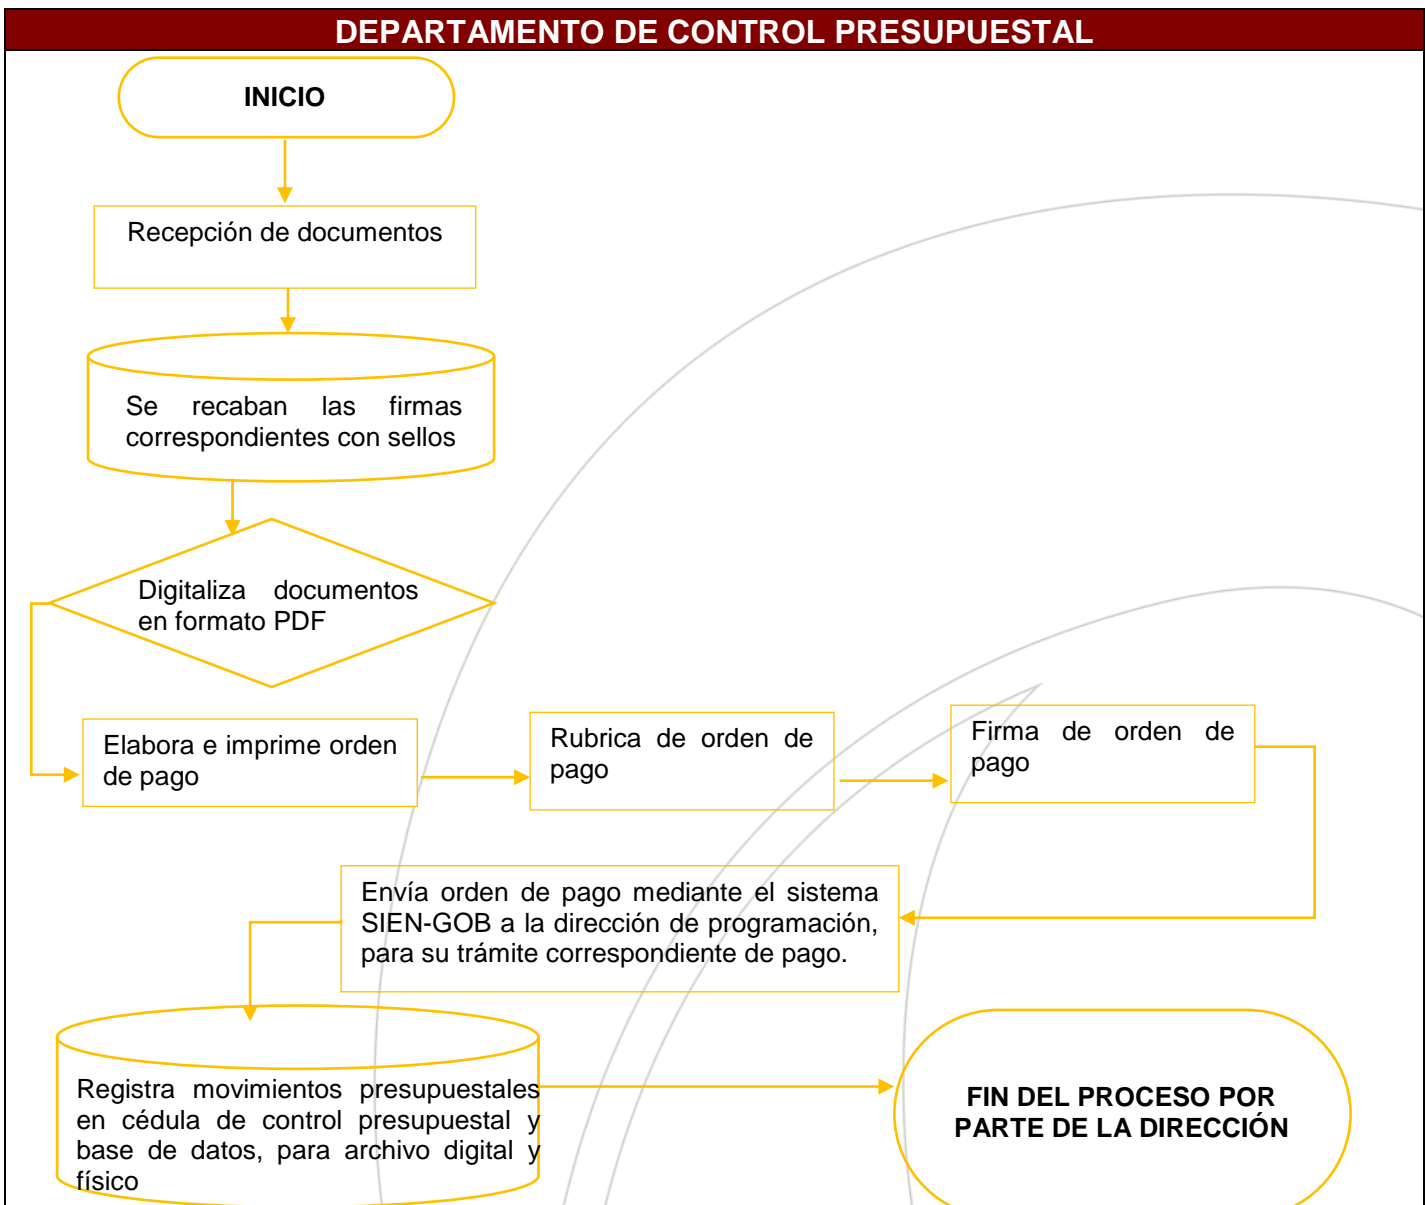 DEPARTAMENTO DE CONTROL PRESUPUESTAL
INICIO
Recepción de documentos
Se recaban las firmas
correspondientes con sellos
Digitaliza documentos
en formato PDF
Elabora e imprime orden
de pago
Rubrica de orden de
pago
Firma de orden de
pago
Envía orden de pago mediante el sistema
SIEN-GOB a la dirección de programación,
para su trámite correspondiente de pago.
Registra movimientos presupuestales
en cédula de control presupuestal y
base de datos, para archivo digital y
físico
FIN DEL PROCESO POR
PARTE DE LA DIRECCIÓN